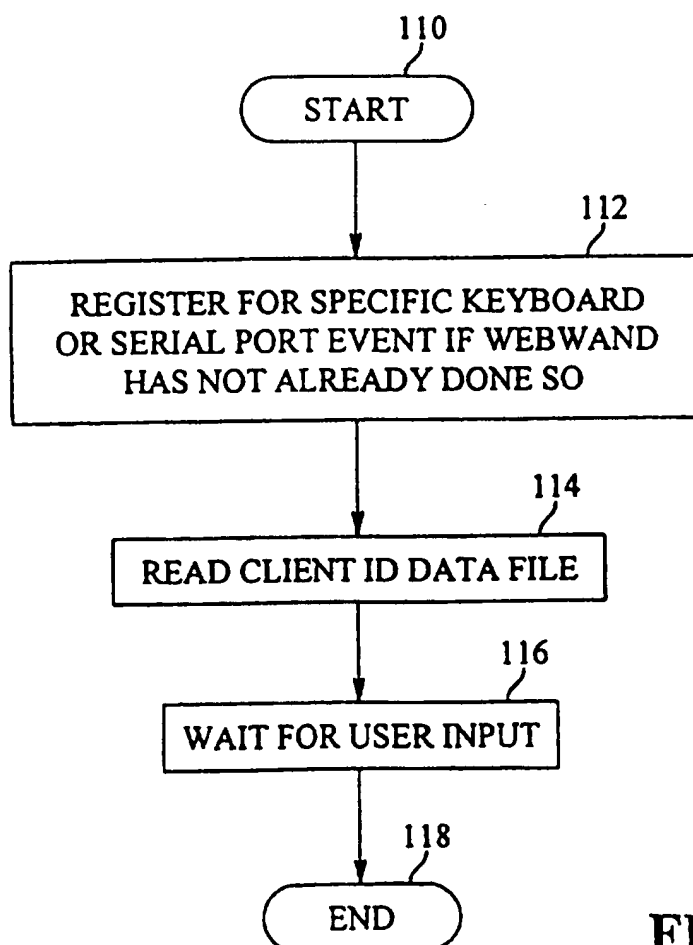 110
START
112
REGISTER FOR SPECIFIC KEYBOARD
OR SERIAL PORT EVENT IF WEBWAND
HAS NOT ALREADY DONE SO
114
READ CLIENT ID DATA FILE
116
WAIT FOR USER INPUT
118
END